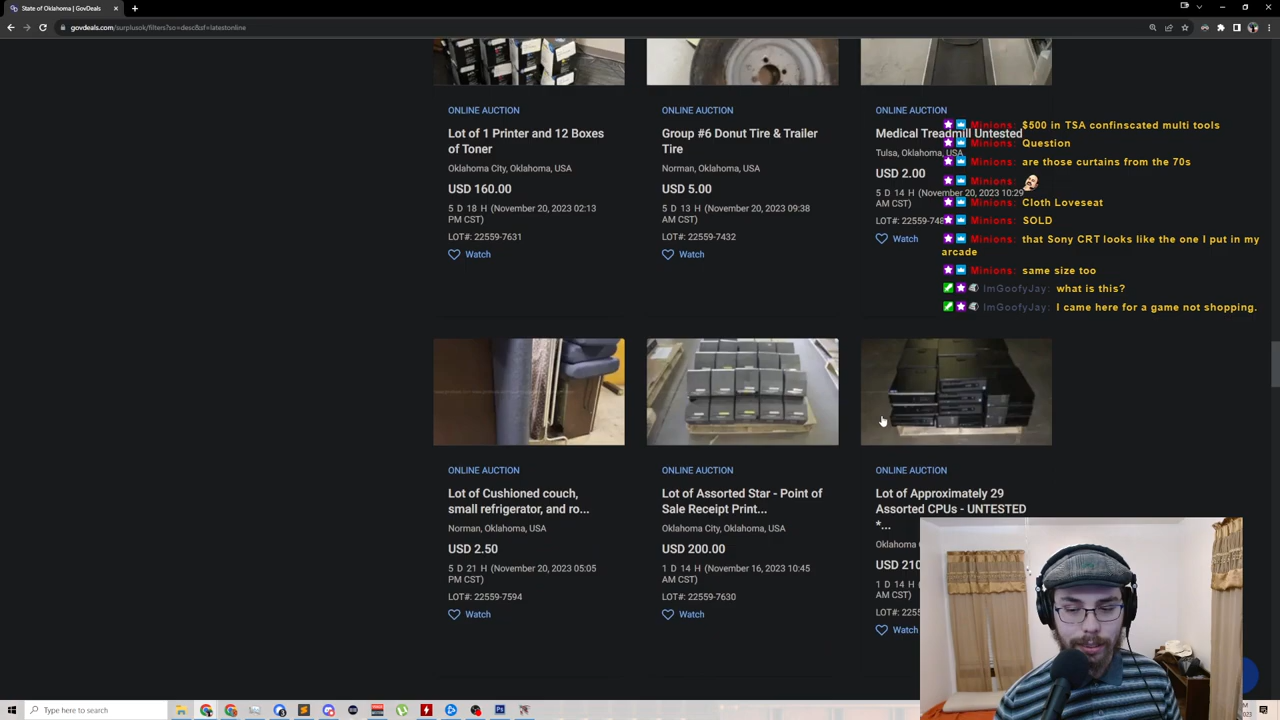 State of Oklahoma | GovDeals
govdeals.com/surplusok/filters?so=desc&sf=latestonline
ONLINE AUCTION
Lot of 1 Printer and 12 Boxes
of Toner
Oklahoma City, Oklahoma, USA
USD 160.00
5 D 18 H (November 20, 2023 02:13
PM CST)
LOT#: 22559-7631
Watch
ONLINE AUCTION
Group #6 Donut Tire & Trailer
Tire
Norman, Oklahoma, USA
USD 5.00
5 D 13 H (November 20, 2023 09:38
AM CST)
LOT#: 22559-7432
Watch
ONLINE AUCTION
Medical Treadmill Untested
Tulsa, Oklahoma, USA
USD 2.00
5 D 14 H (November 20, 2023 10:29
AM CST)
LOT#: 22559-748
Watch
Minions: $500 in TSA confinscated multi tools
Minions: Question
Minions: are those curtains from the 70s
Minions:
Minions: Cloth Loveseat
Minions: SOLD
Minions: that Sony CRT looks like the one I put in my
arcade
Minions: same size too
ImGoofyJay: what is this?
ImGoofyJay: I came here for a game not shopping.
ONLINE AUCTION
Lot of Cushioned couch,
small refrigerator, and ro...
Norman, Oklahoma, USA
USD 2.50
5 D 21 H (November 20, 2023 05:05
PM CST)
LOT#: 22559-7594
Watch
ONLINE AUCTION
Lot of Assorted Star - Point of
Sale Receipt Print...
Oklahoma City, Oklahoma, USA
USD 200.00
1 D 14 H (November 16, 2023 10:45
AM CST)
LOT#: 22559-7630
Watch
ONLINE AUCTION
Lot of Approximately 29
Assorted CPUs - UNTESTED
*...
Oklahoma
USD 210
1 D 14 H
AM CST)
LOT#: 225
Watch
Type here to search